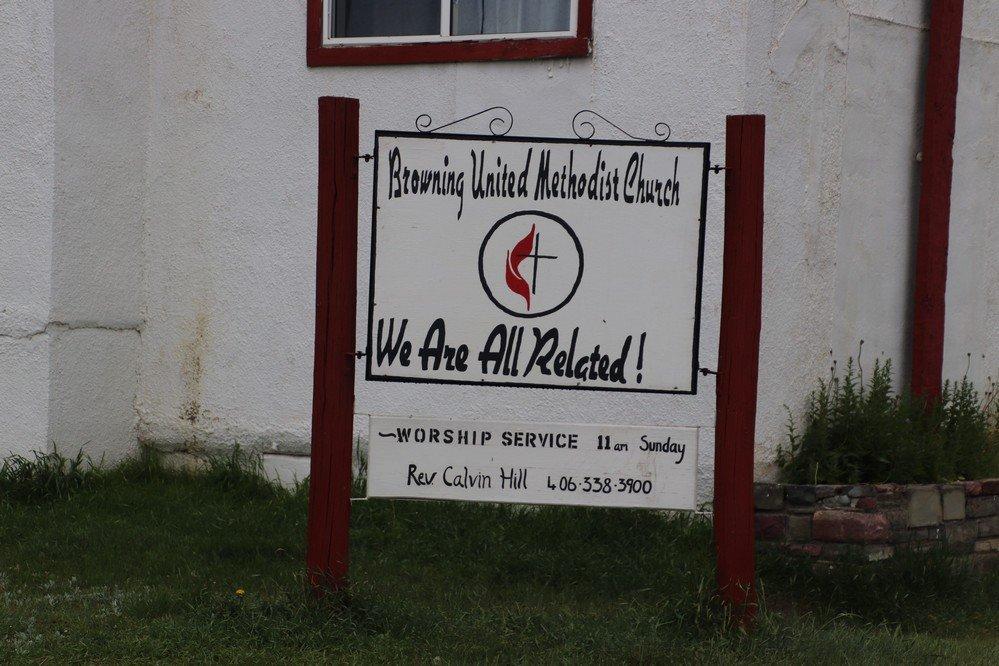 Browning United Methodist Church
We Are All Related!
~WORSHIP SERVICE 11am Sunday
Rev Calvin Hill 406-338-3900